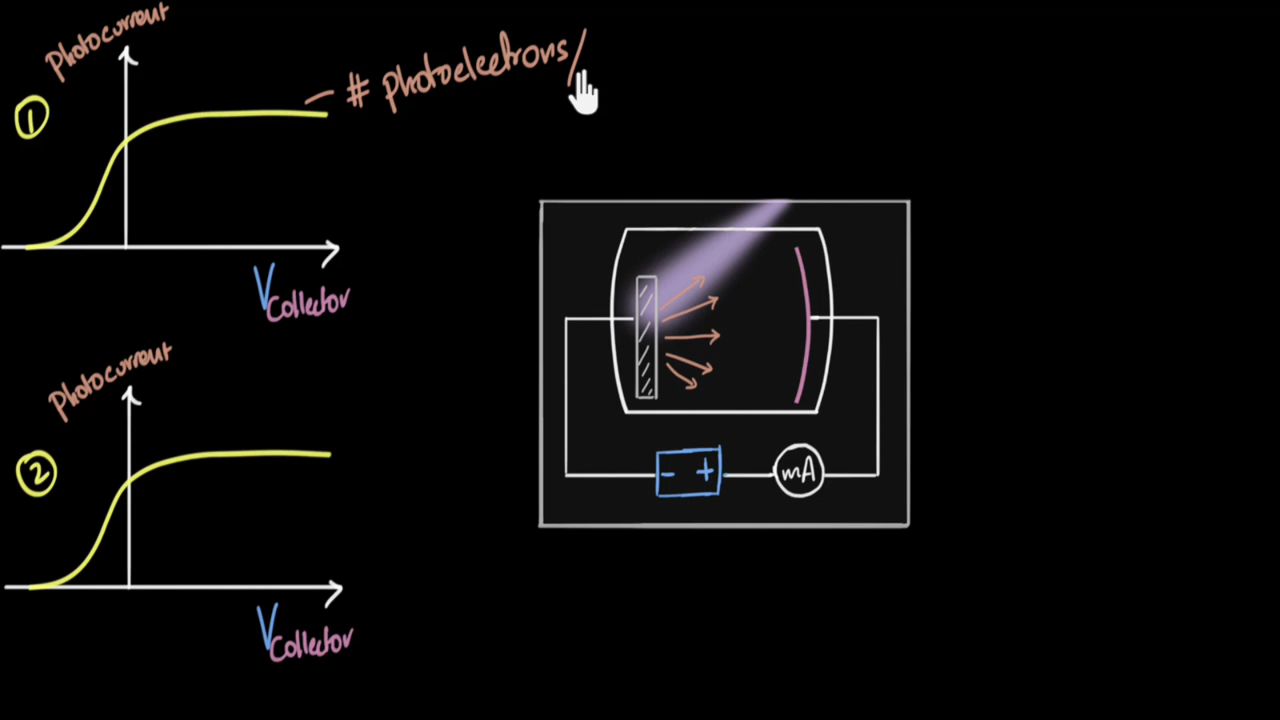 Photocurrent
# photoelectrons/
1
V Collector
Photocurrent
2
V Collector
- +
mA